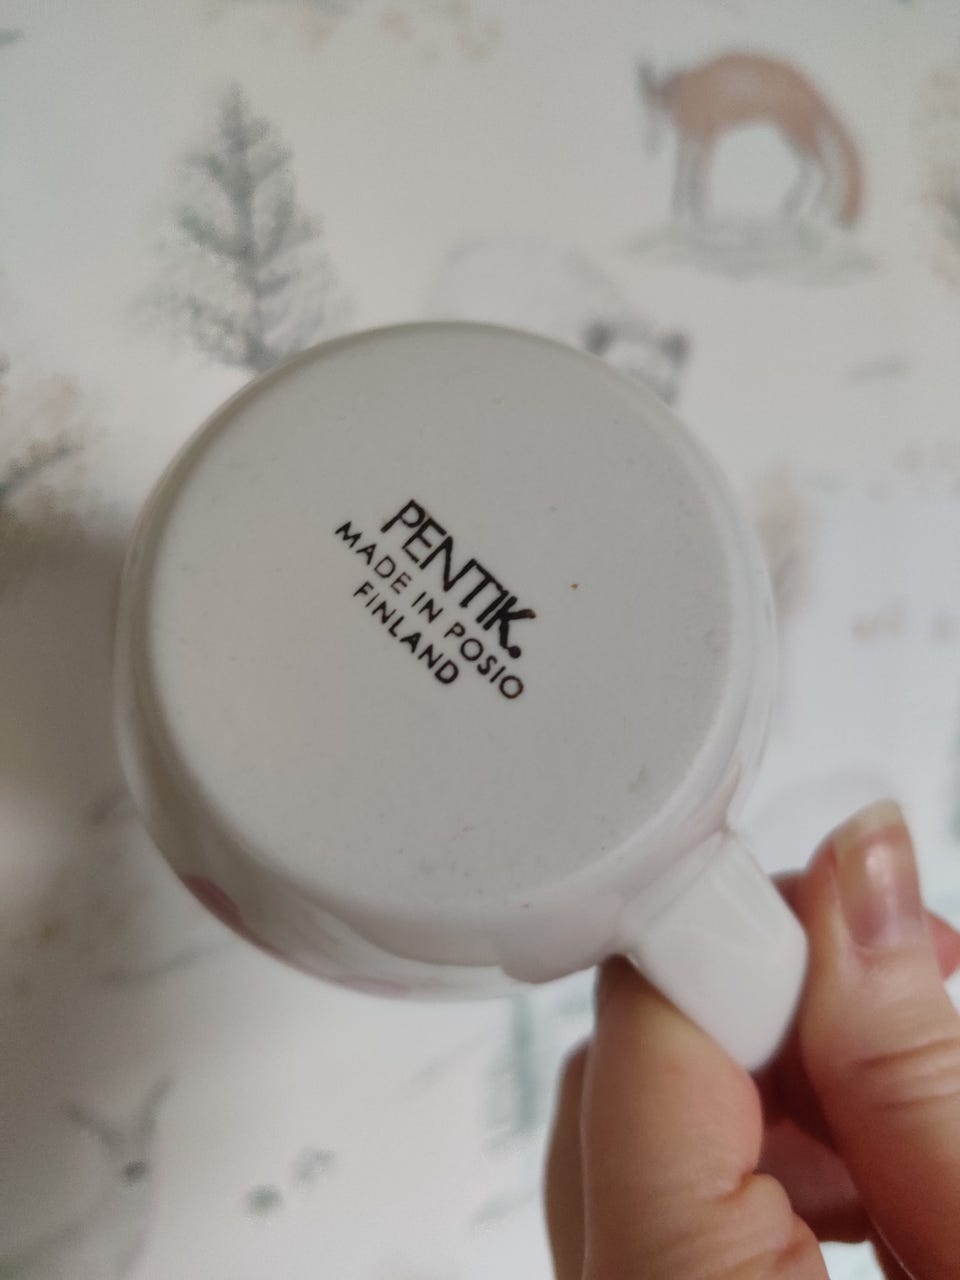 PENTIK.
MADE IN POSIO
FINLAND